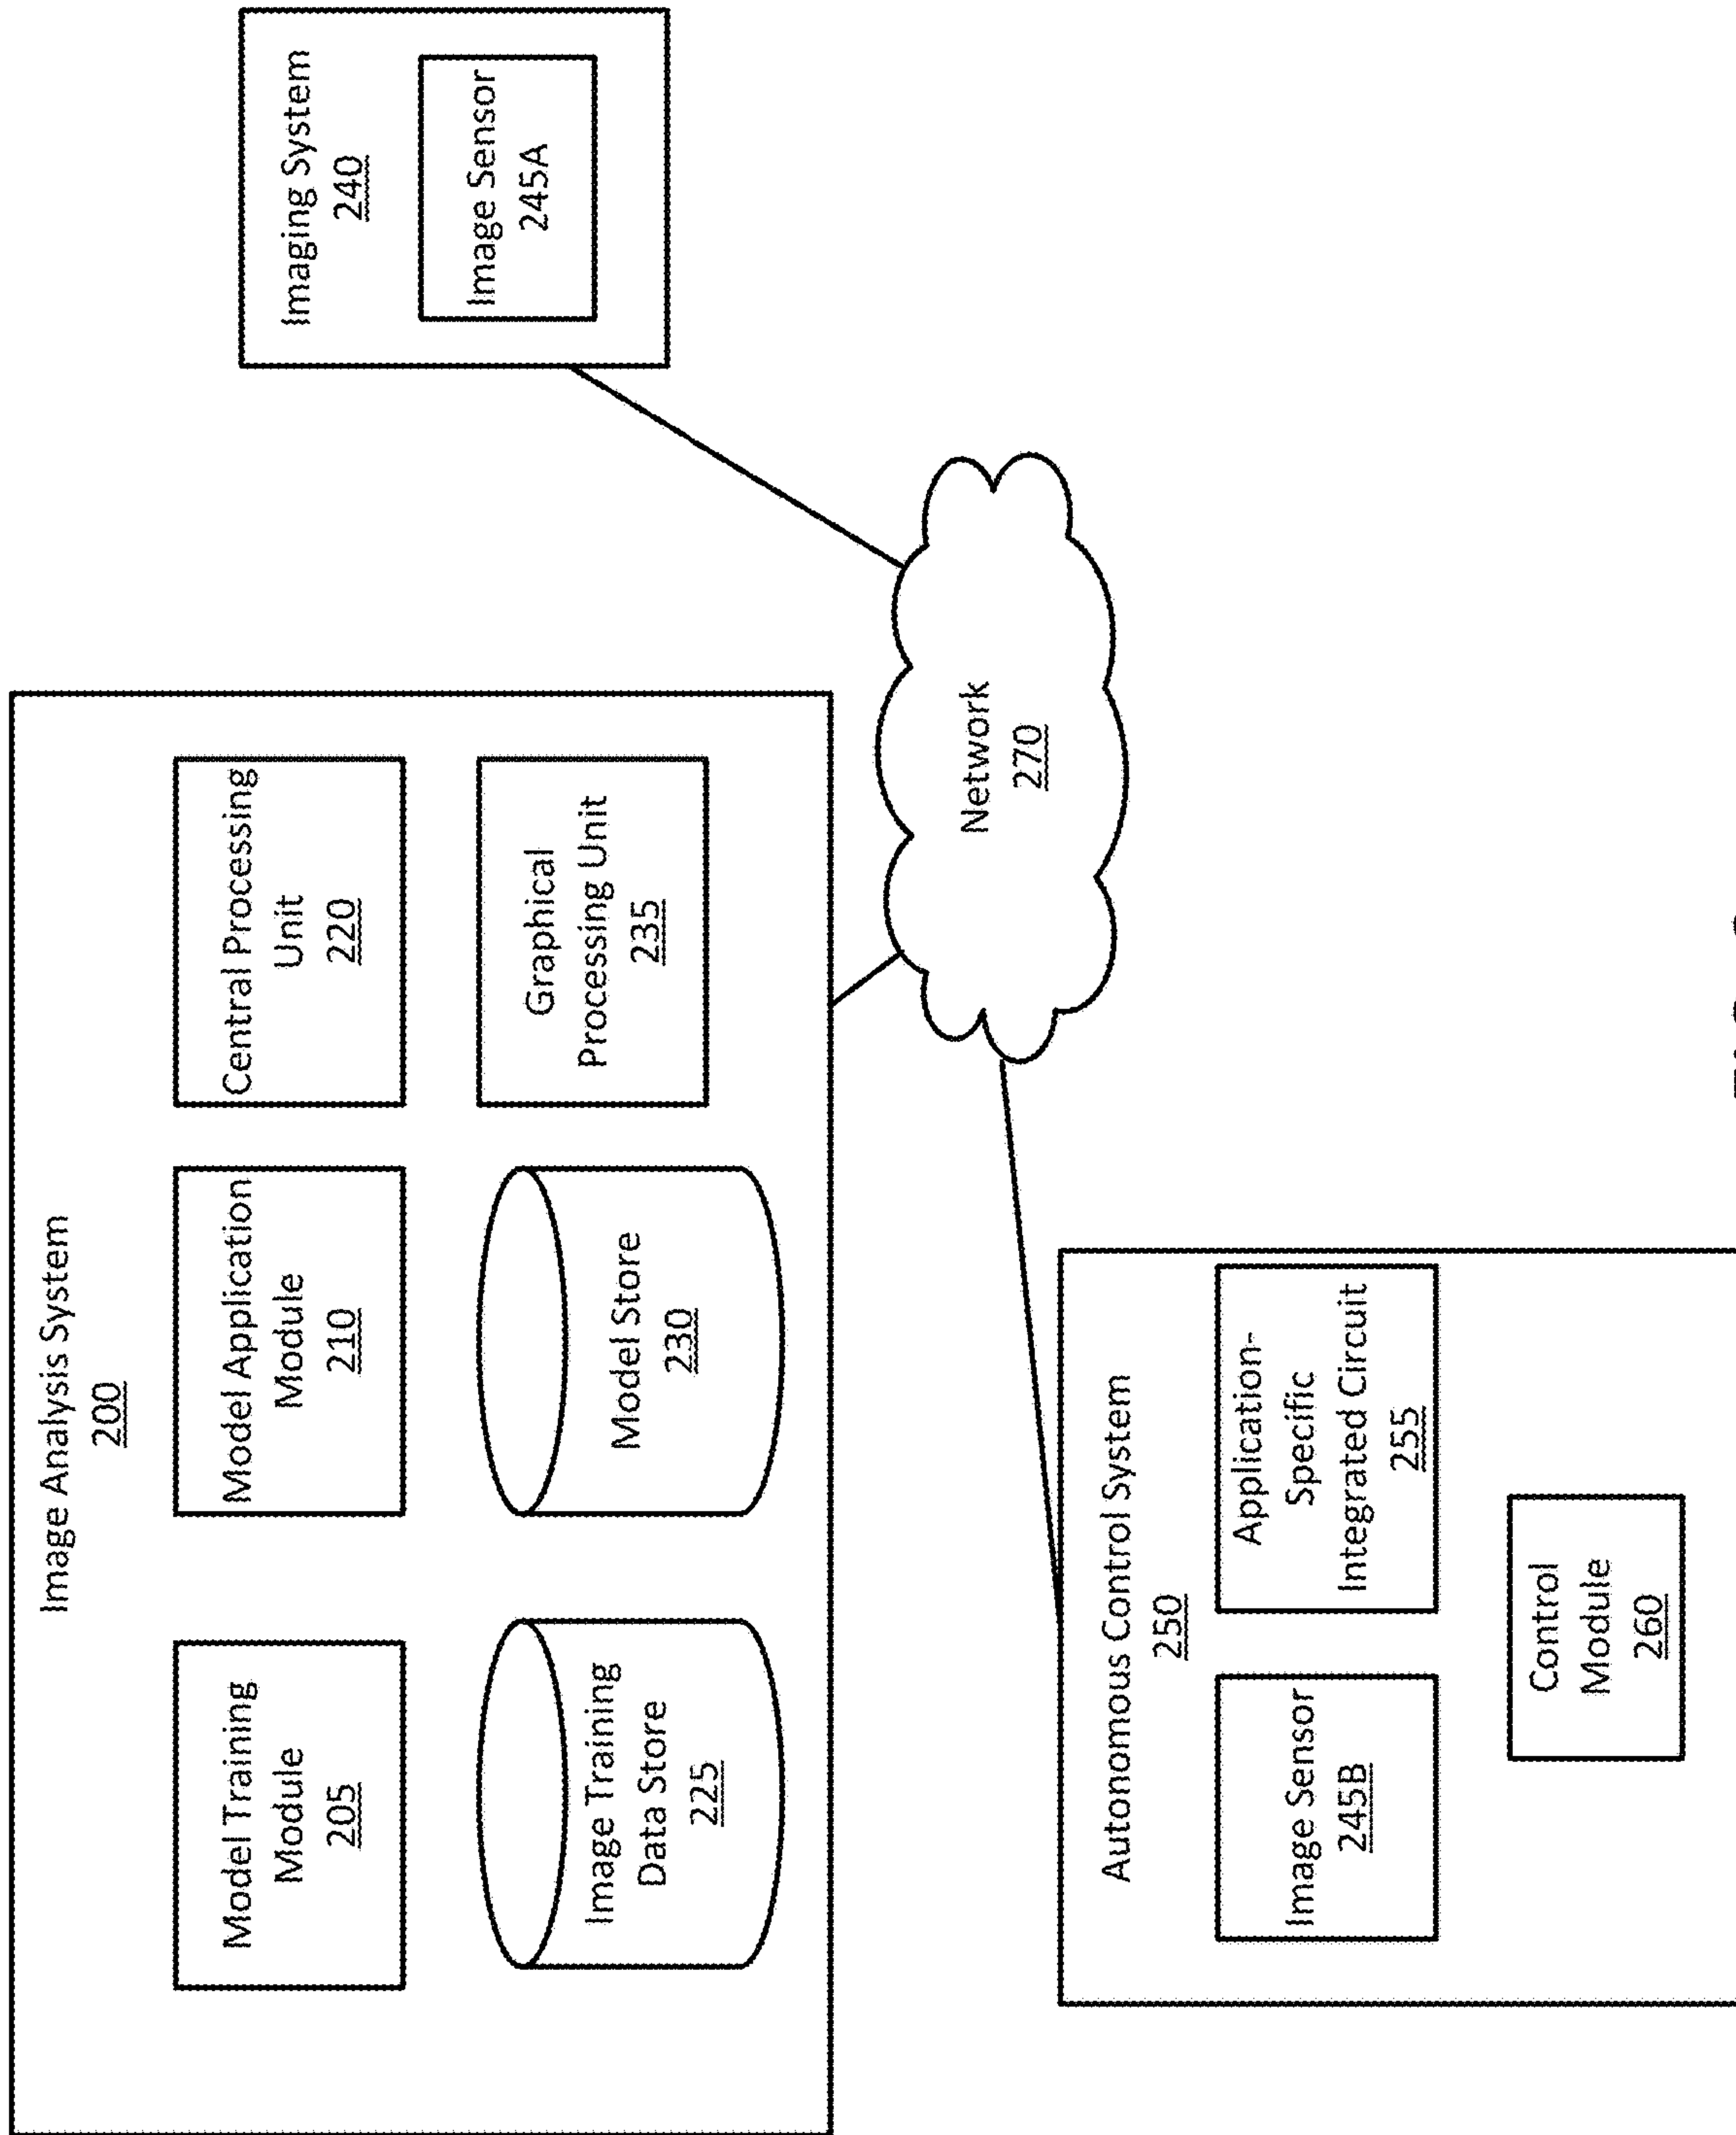 Image Analysis System
200
Model Training
Module
205
Model Application
Module
210
Central Processing
Unit
220
Image Training
Data Store
225
Model Store
230
Graphical
Processing Unit
235
Imaging System
240
Image Sensor
245A
Network
270
Autonomous Control System
250
Image Sensor
245B
Application-
Specific
Integrated Circuit
255
Control
Module
260